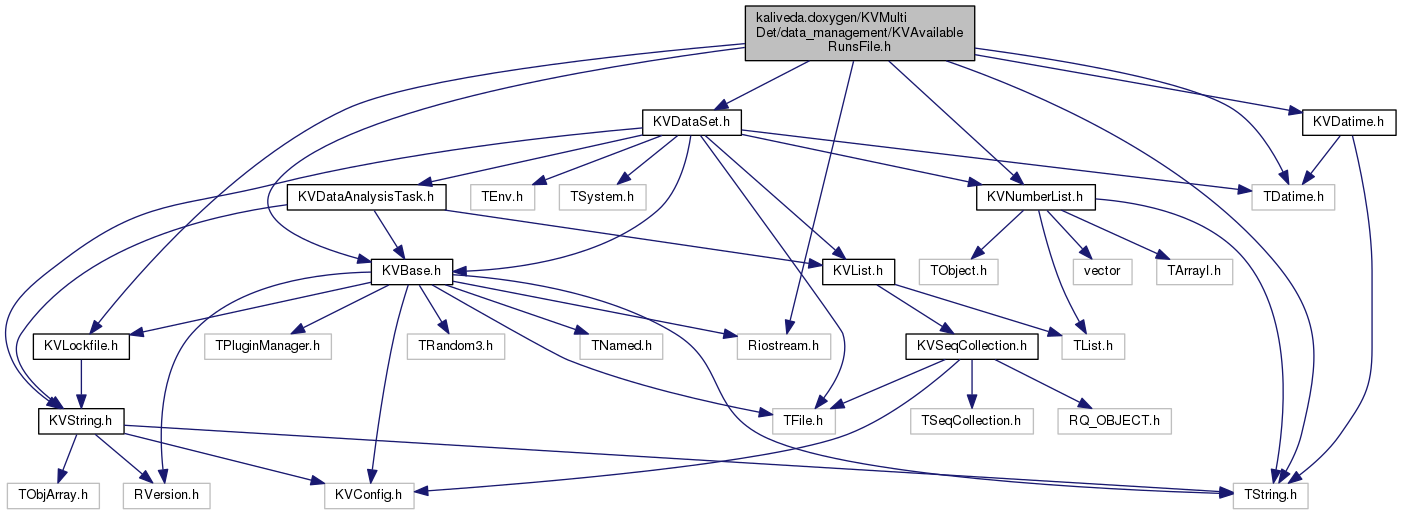 kaliveda.doxygen/KVMulti
Det/data_management/KVAvailable
RunsFile.h
KVDataSet.h
KVDatime.h
KVDataAnalysisTask.h
TEnv.h
TSystem.h
KVNumberList.h
TDatime.h
KVBase.h
KVList.h
TObject.h
vector
TArrayI.h
KVLockfile.h
TPluginManager.h
TRandom3.h
TNamed.h
Riostream.h
KVSeqCollection.h
TList.h
KVString.h
TFile.h
TSeqCollection.h
RQ_OBJECT.h
TObjArray.h
RVersion.h
KVConfig.h
TString.h